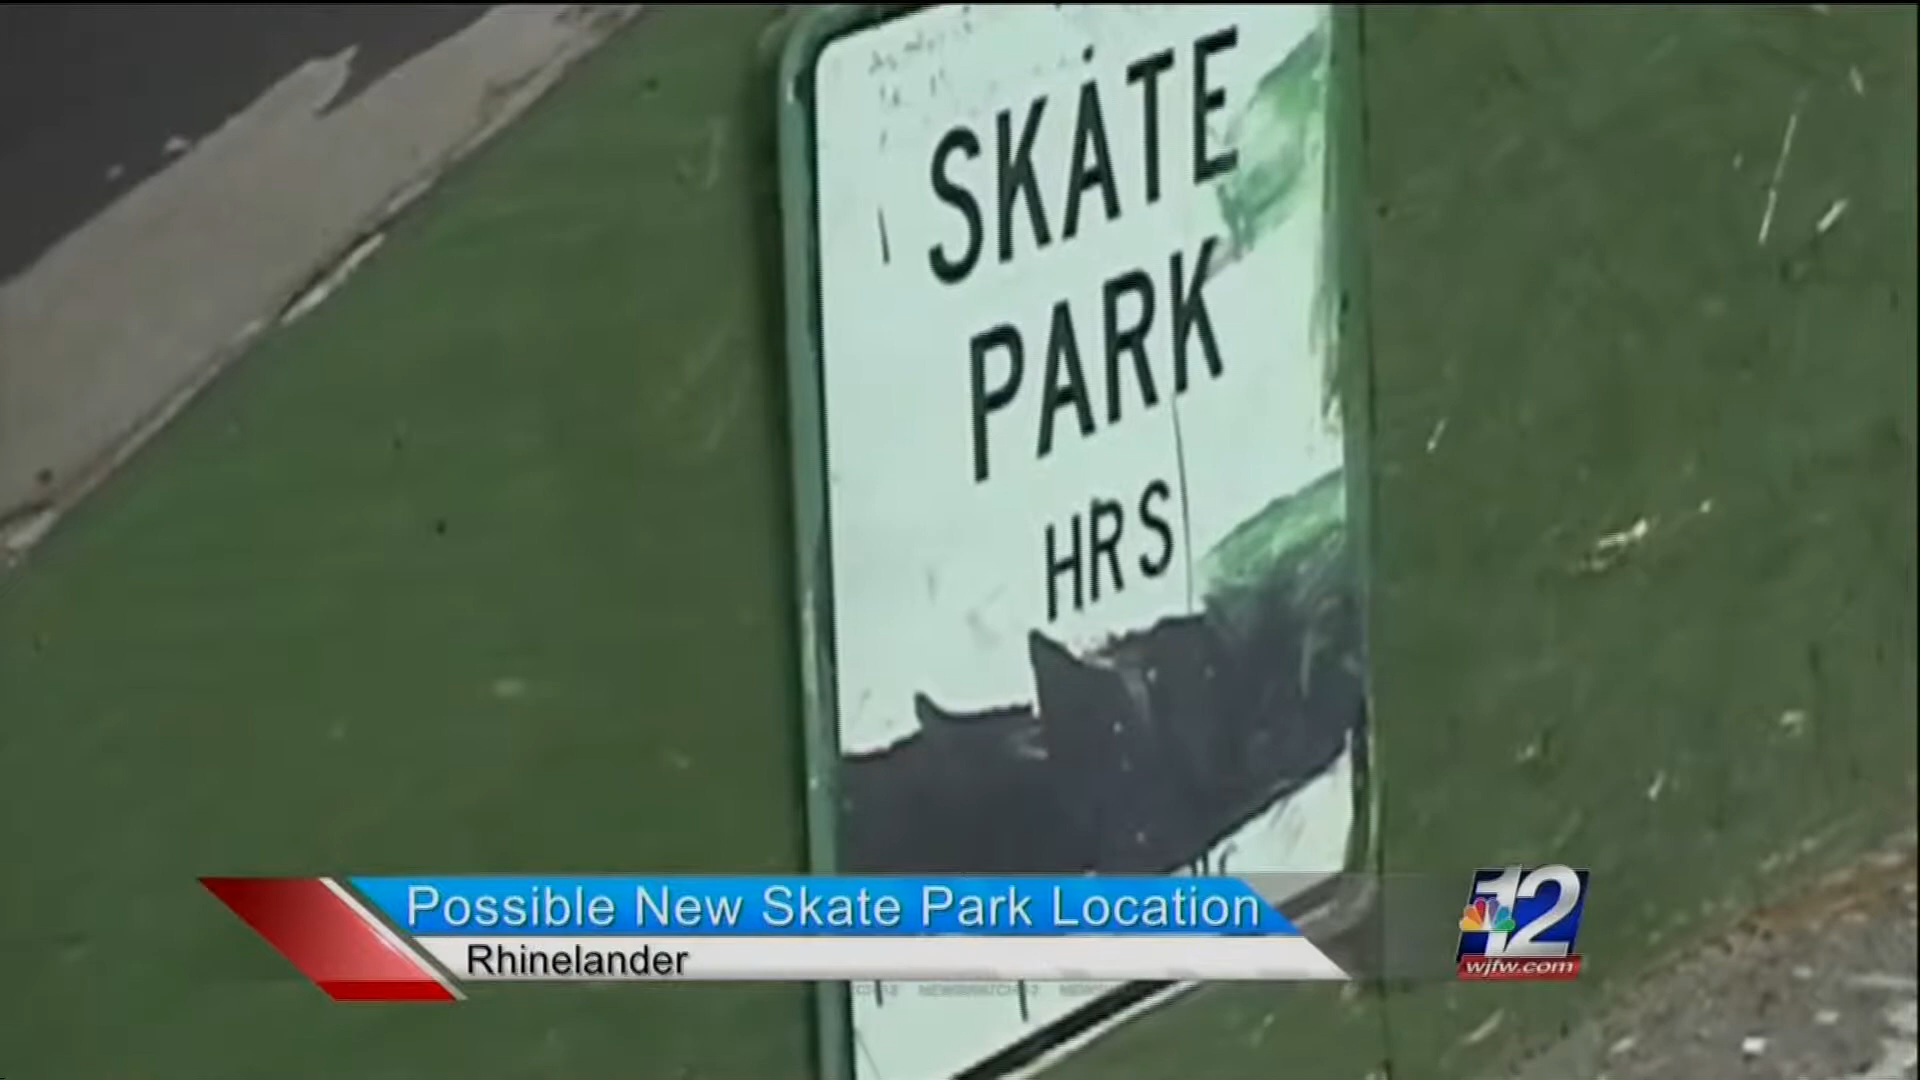 SKATE
PARK
HRS
Possible New Skate Park Location
Rhinelander
12
wjfw.com